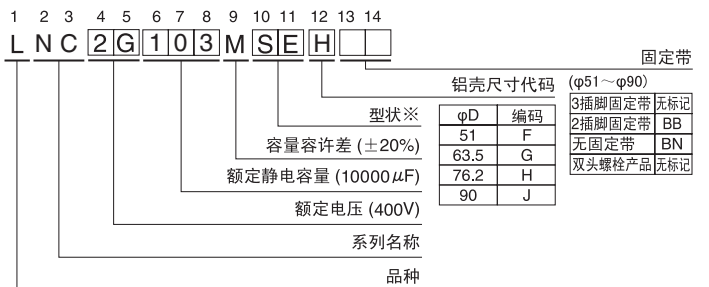 1 2 3 4 5 6 7 8 9 10 11 12 13 14
L N C 2 G 1 0 3 M S E H
固定带
铝壳尺寸代码 (φ51～φ90)
型状※
容量容许差 (±20%)
额定静电容量 (10000μF)
额定电压 (400V)
系列名称
品种
φD 编码
51 F
63.5 G
76.2 H
90 J
3插脚固定带 无标记
2插脚固定带 BB
无固定带 BN
双头螺栓产品 无标记